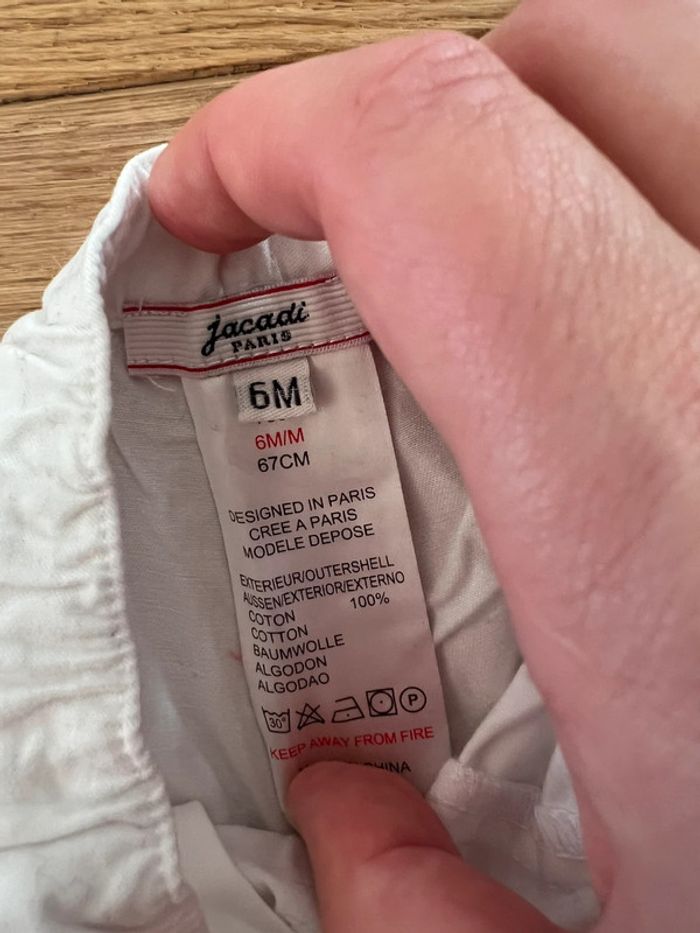 jacadi
PARIS
6M
6M/M
67CM
DESIGNED IN PARIS
CREE A PARIS
MODELE DEPOSE
EXTERIEUR/OUTERSHELL
AUSSEN/EXTERIOR/EXTERNO
COTON 100%
COTTON
BAUMWOLLE
ALGODON
ALGODAO
30° P
KEEP AWAY FROM FIRE
CHINA